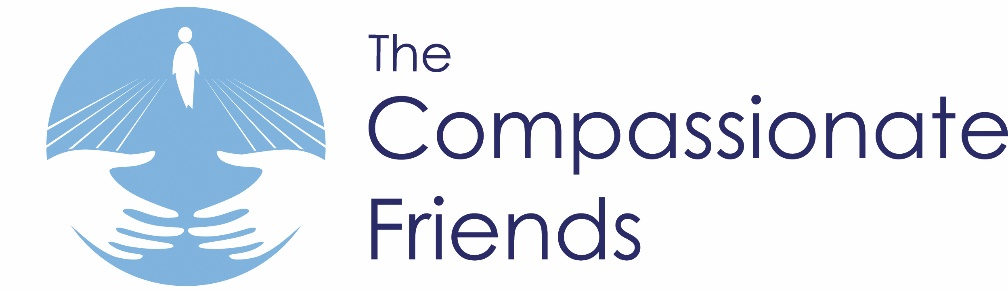 The
Compassionate
Friends